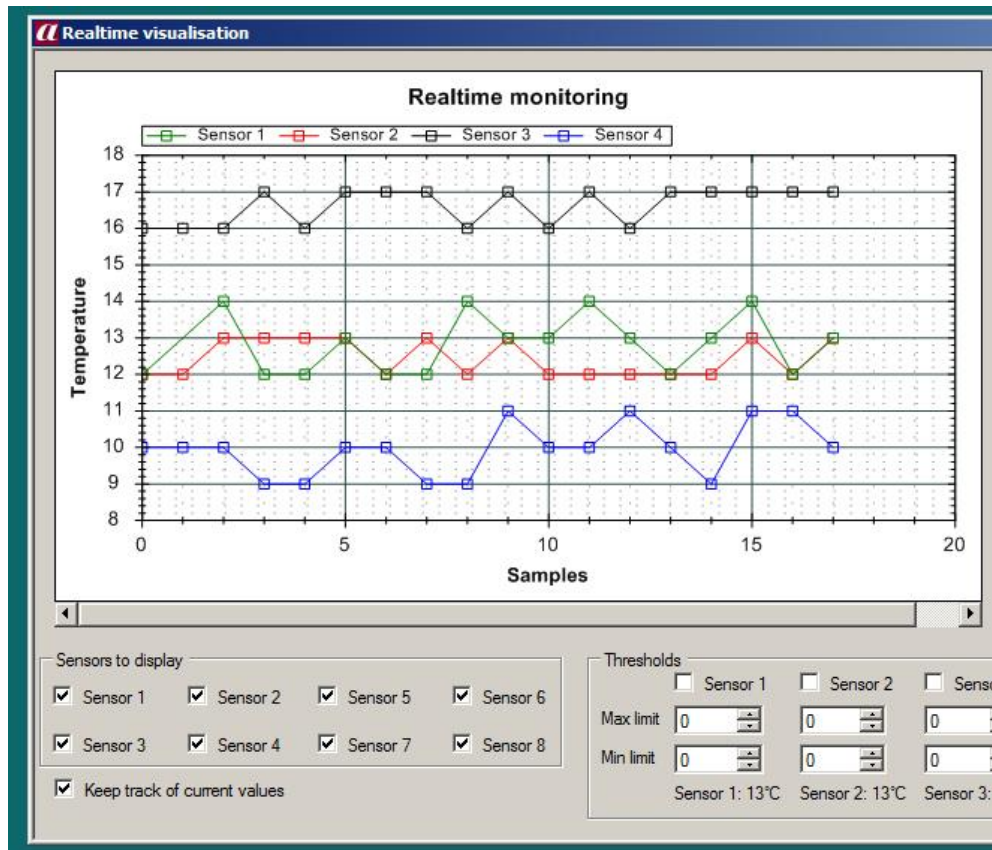 a Realtime visualisation
Realtime monitoring
Sensor 1 Sensor 2 Sensor 3 Sensor 4
18
17
16
15
14
13
12
11
10
9
8
Temperature
0 5 10 15 20
Samples
Sensors to display
Sensor 1 Sensor 2 Sensor 5 Sensor 6
Sensor 3 Sensor 4 Sensor 7 Sensor 8
Keep track of current values
Thresholds
Sensor 1 Sensor 2 Senso
Max limit 0 0 0
Min limit 0 0 0
Sensor 1: 13°C Sensor 2: 13°C Sensor 3: